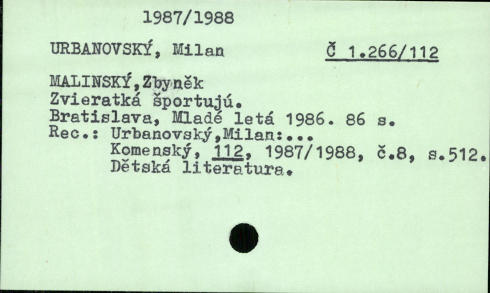 1987/1988
URBANOVSKÝ, Milan Č 1.266/112
MALINSKÝ,Zbyněk
Zvieratká športujú.
Bratislava, Mladé letá 1986. 86 s.
Rec.: Urbanovský,Milan:...
Komenský, 112, 1987/1988, č.8, s.512.
Dětská literatura.